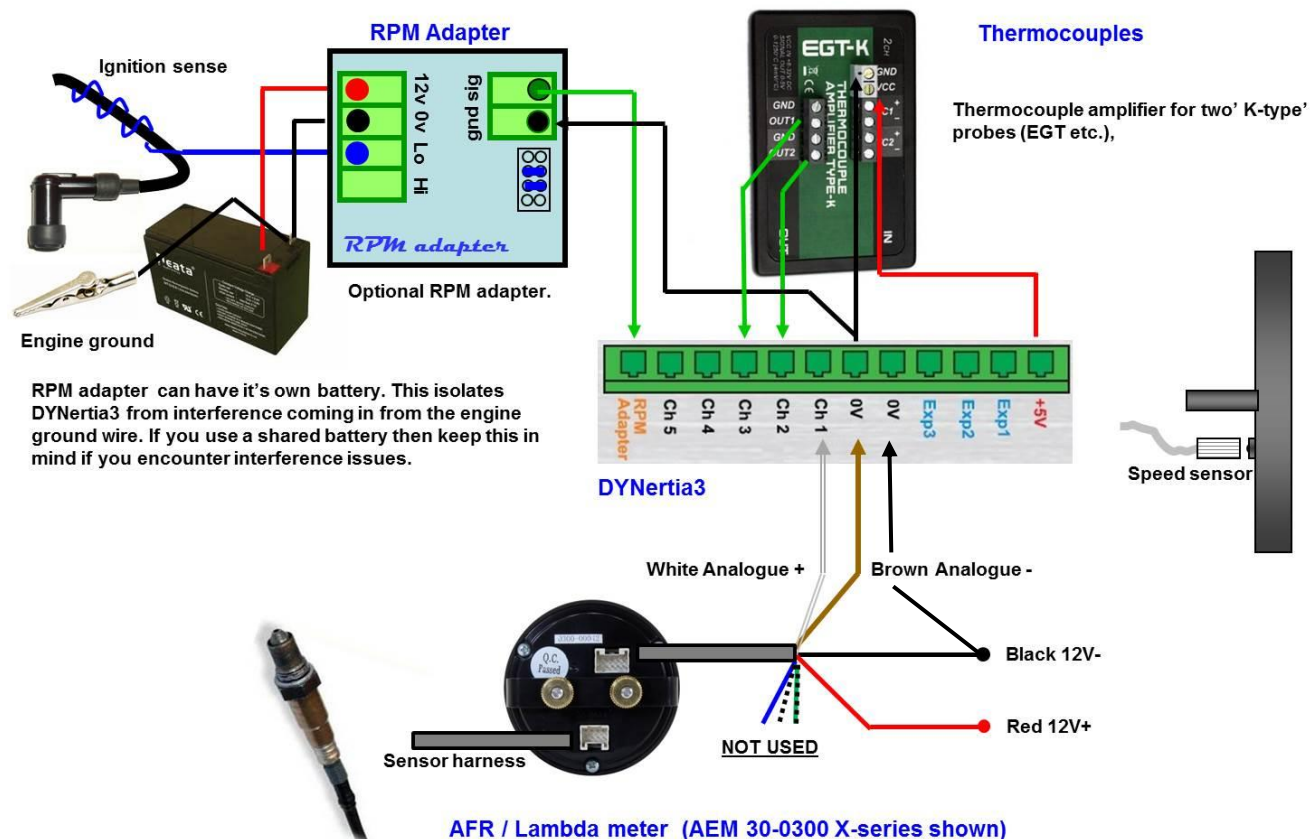 RPM Adapter
Ignition sense
12v 0v Lo Hi
gnd sig
RPM adapter
Optional RPM adapter.
Engine ground
RPM adapter can have it's own battery. This isolates
DYNertia3 from interference coming in from the engine
ground wire. If you use a shared battery then keep this in
mind if you encounter interference issues.
EGT-K
2CH
GND
VCC
THERMOCOUPLE
AMPLIFIER TYPE-K
GND
OUT1
GND
OUT2
IN
Thermocouples
Thermocouple amplifier for two' K-type'
probes (EGT etc.),
RPM
Adapter
Ch 5
Ch 4
Ch 3
Ch 2
Ch 1
0V
0V
Exp3
Exp2
Exp1
+5V
DYNertia3
Speed sensor
White Analogue +
Brown Analogue -
Q.C.
Passed
Black 12V-
Red 12V+
NOT USED
Sensor harness
AFR / Lambda meter (AEM 30-0300 X-series shown)